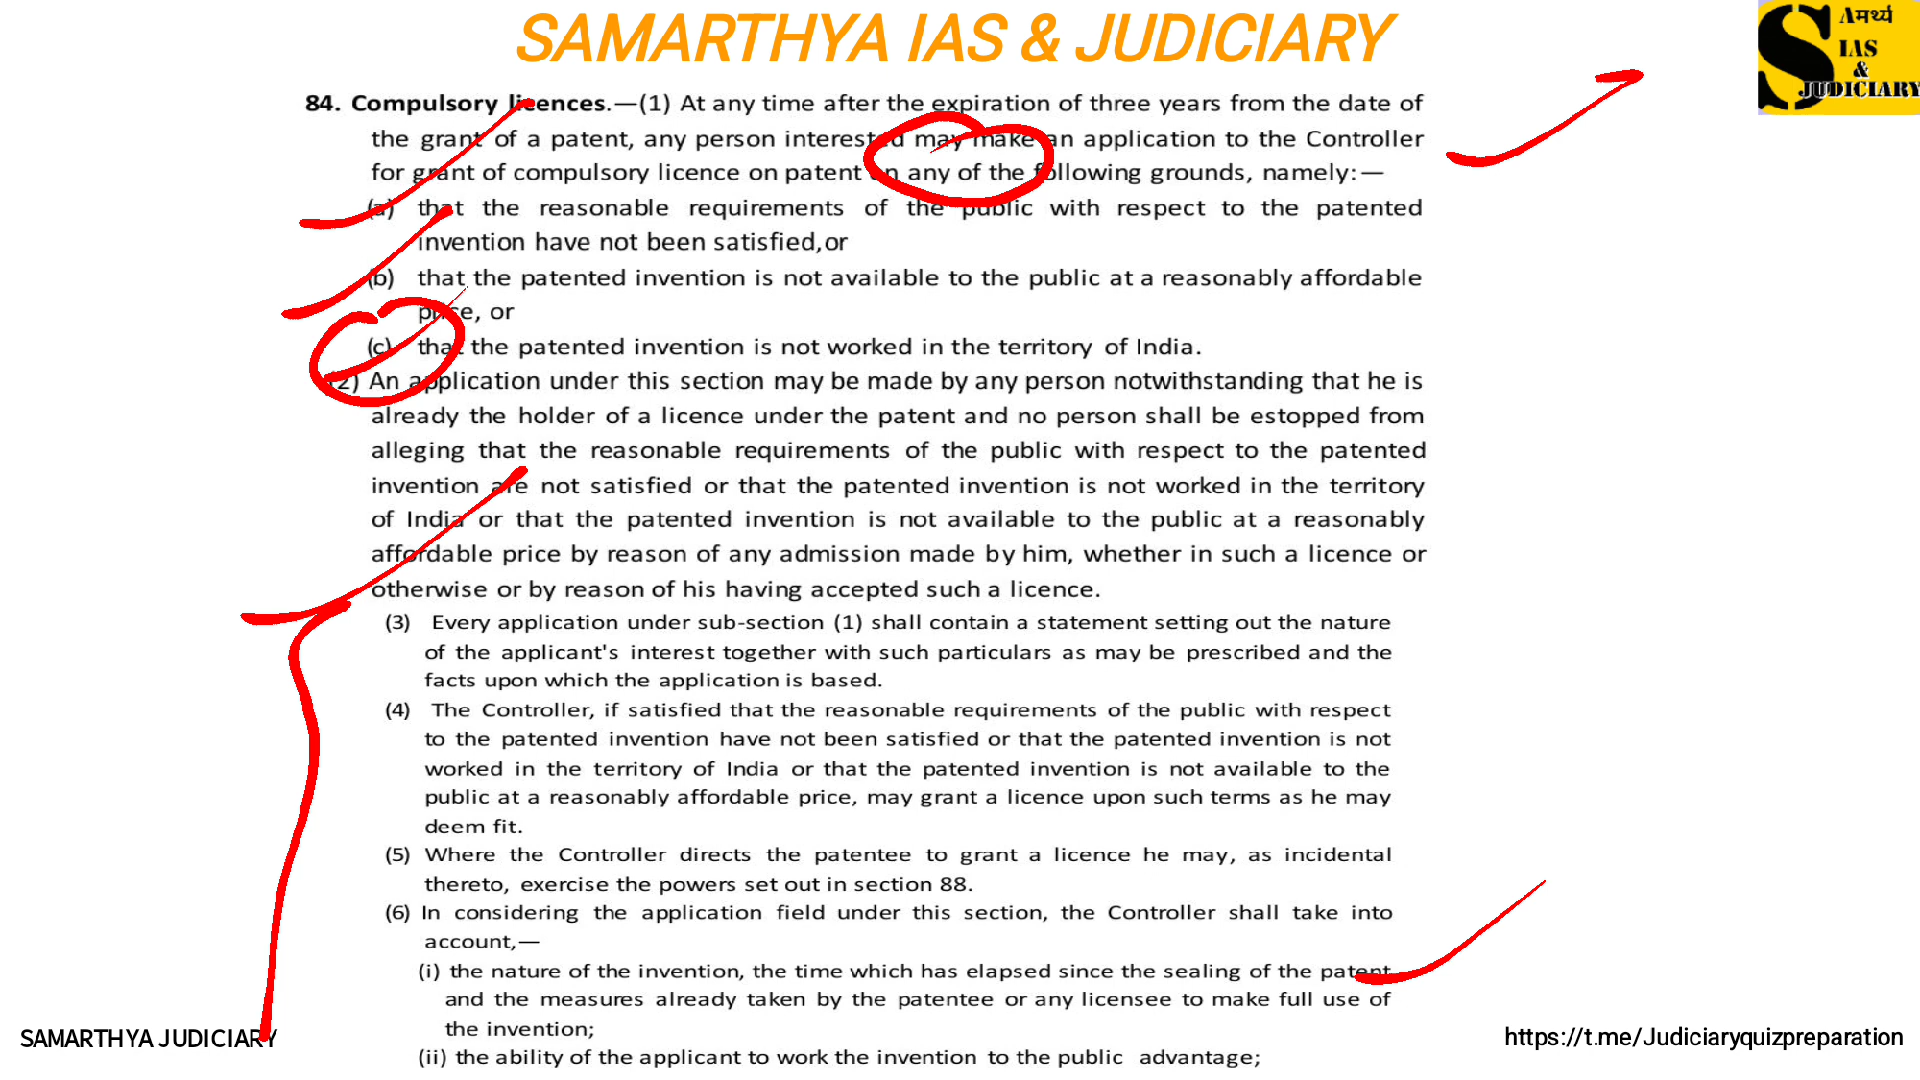 SAMARTHYA IAS & JUDICIARY
Aमर्थ्य
IAS
&
JUDICIARY
84. Compulsory licences.—(1) At any time after the expiration of three years from the date of
the grant of a patent, any person interested may make an application to the Controller
for grant of compulsory licence on patent on any of the following grounds, namely:—
(a) that the reasonable requirements of the public with respect to the patented
invention have not been satisfied,or
(b) that the patented invention is not available to the public at a reasonably affordable
price, or
(c) that the patented invention is not worked in the territory of India.
(2) An application under this section may be made by any person notwithstanding that he is
already the holder of a licence under the patent and no person shall be estopped from
alleging that the reasonable requirements of the public with respect to the patented
invention are not satisfied or that the patented invention is not worked in the territory
of India or that the patented invention is not available to the public at a reasonably
affordable price by reason of any admission made by him, whether in such a licence or
otherwise or by reason of his having accepted such a licence.
(3) Every application under sub-section (1) shall contain a statement setting out the nature
of the applicant's interest together with such particulars as may be prescribed and the
facts upon which the application is based.
(4) The Controller, if satisfied that the reasonable requirements of the public with respect
to the patented invention have not been satisfied or that the patented invention is not
worked in the territory of India or that the patented invention is not available to the
public at a reasonably affordable price, may grant a licence upon such terms as he may
deem fit.
(5) Where the Controller directs the patentee to grant a licence he may, as incidental
thereto, exercise the powers set out in section 88.
(6) In considering the application field under this section, the Controller shall take into
account,—
(i) the nature of the invention, the time which has elapsed since the sealing of the patent
and the measures already taken by the patentee or any licensee to make full use of
the invention;
(ii) the ability of the applicant to work the invention to the public advantage;
SAMARTHYA JUDICIARY
https://t.me/Judiciaryquizpreparation